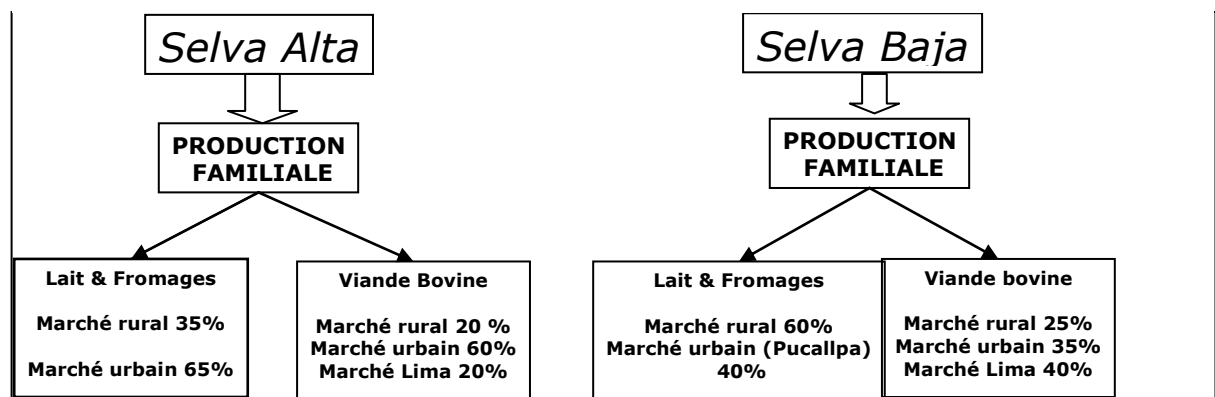 Selva Alta
PRODUCTION
FAMILIALE
Lait & Fromages
Marché rural 35%
Marché urbain 65%
Viande Bovine
Marché rural 20 %
Marché urbain 60%
Marché Lima 20%
Selva Baja
PRODUCTION
FAMILIALE
Lait & Fromages
Marché rural 60%
Marché urbain (Pucallpa)
40%
Viande bovine
Marché rural 25%
Marché urbain 35%
Marché Lima 40%